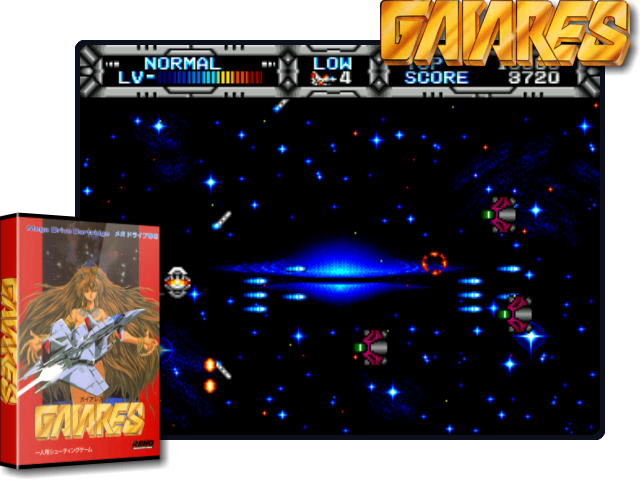 GAIARES
NORMAL
LOW
TOP
LV-
4
SCORE
3720
Mega Drive Cartridge メガドライブ専用
GAIARES
ガイアレス
GAIARES
RENO
一人用シューティングゲーム